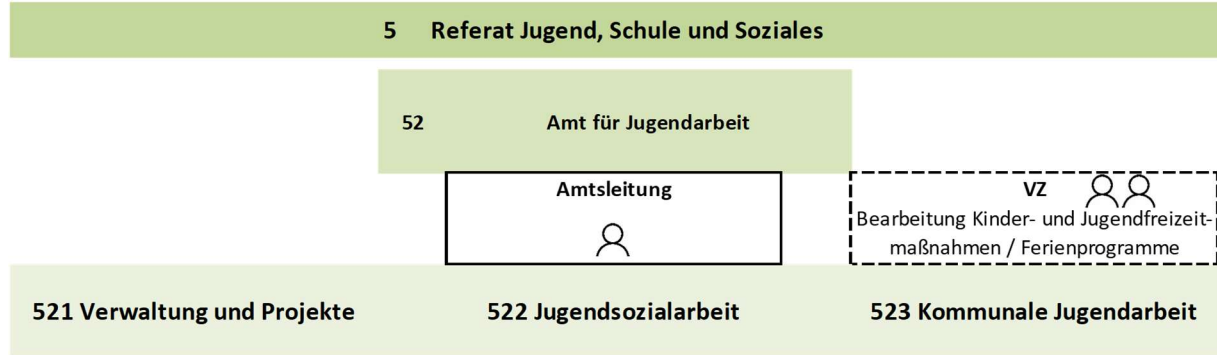 5 Referat Jugend, Schule und Soziales
52 Amt für Jugendarbeit
Amtsleitung
VZ
Bearbeitung Kinder- und Jugendfreizeit-
maßnahmen / Ferienprogramme
521 Verwaltung und Projekte
522 Jugendsozialarbeit
523 Kommunale Jugendarbeit